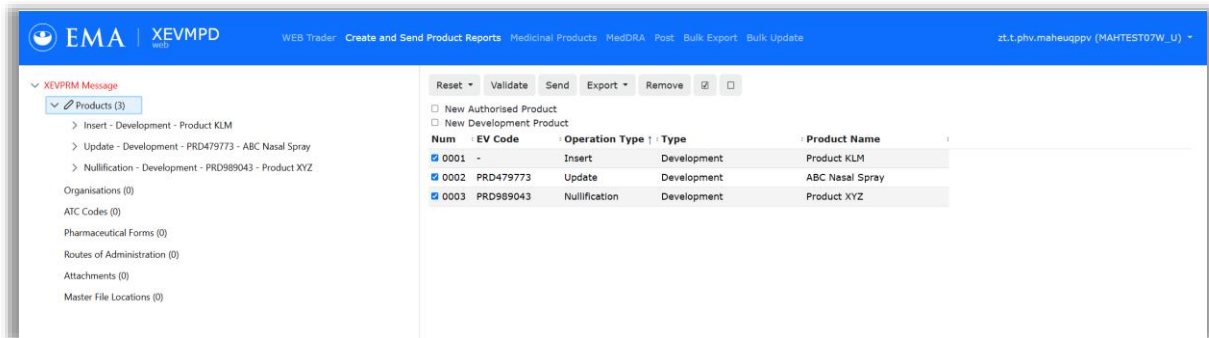 EMA | XEVMPD
web
WEB Trader Create and Send Product Reports Medicinal Products MedDRA Post Bulk Export Bulk Update
zt.t.phv.maheuqppv (MAHTEST07W_U)
XEVPRM Message
Products (3)
Insert - Development - Product KLM
Update - Development - PRD479773 - ABC Nasal Spray
Nullification - Development - PRD989043 - Product XYZ
Organisations (0)
ATC Codes (0)
Pharmaceutical Forms (0)
Routes of Administration (0)
Attachments (0)
Master File Locations (0)
Reset Validate Send Export Remove
New Authorised Product
New Development Product
Num EV Code Operation Type ↑ Type Product Name
0001 - Insert Development Product KLM
0002 PRD479773 Update Development ABC Nasal Spray
0003 PRD989043 Nullification Development Product XYZ